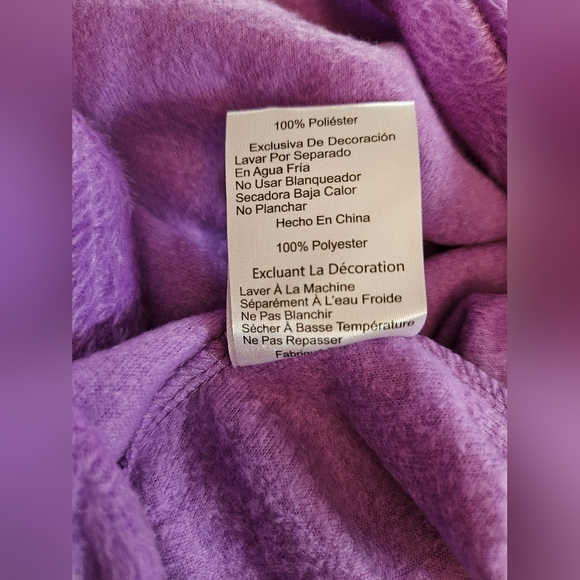 100% Poliéster
Exclusiva De Decoración
Lavar Por Separado
En Agua Fría
No Usar Blanqueador
Secadora Baja Calor
No Planchar
Hecho En China
100% Polyester
Excluant La Décoration
Laver À La Machine
Séparément À L'eau Froide
Ne Pas Blanchir
Sécher À Basse Température
Ne Pas Repasser